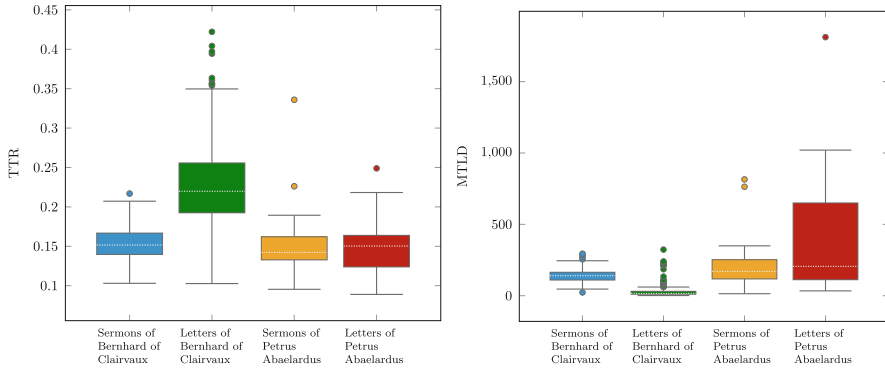 0.45
0.4
0.35
0.3
0.25
0.2
0.15
0.1
TTR
Sermons of
Bernhard of
Clairvaux
Letters of
Bernhard of
Clairvaux
Sermons of
Petrus
Abaelardus
Letters of
Petrus
Abaelardus
1,500
1,000
500
0
MTLD
Sermons of
Bernhard of
Clairvaux
Letters of
Bernhard of
Clairvaux
Sermons of
Petrus
Abaelardus
Letters of
Petrus
Abaelardus